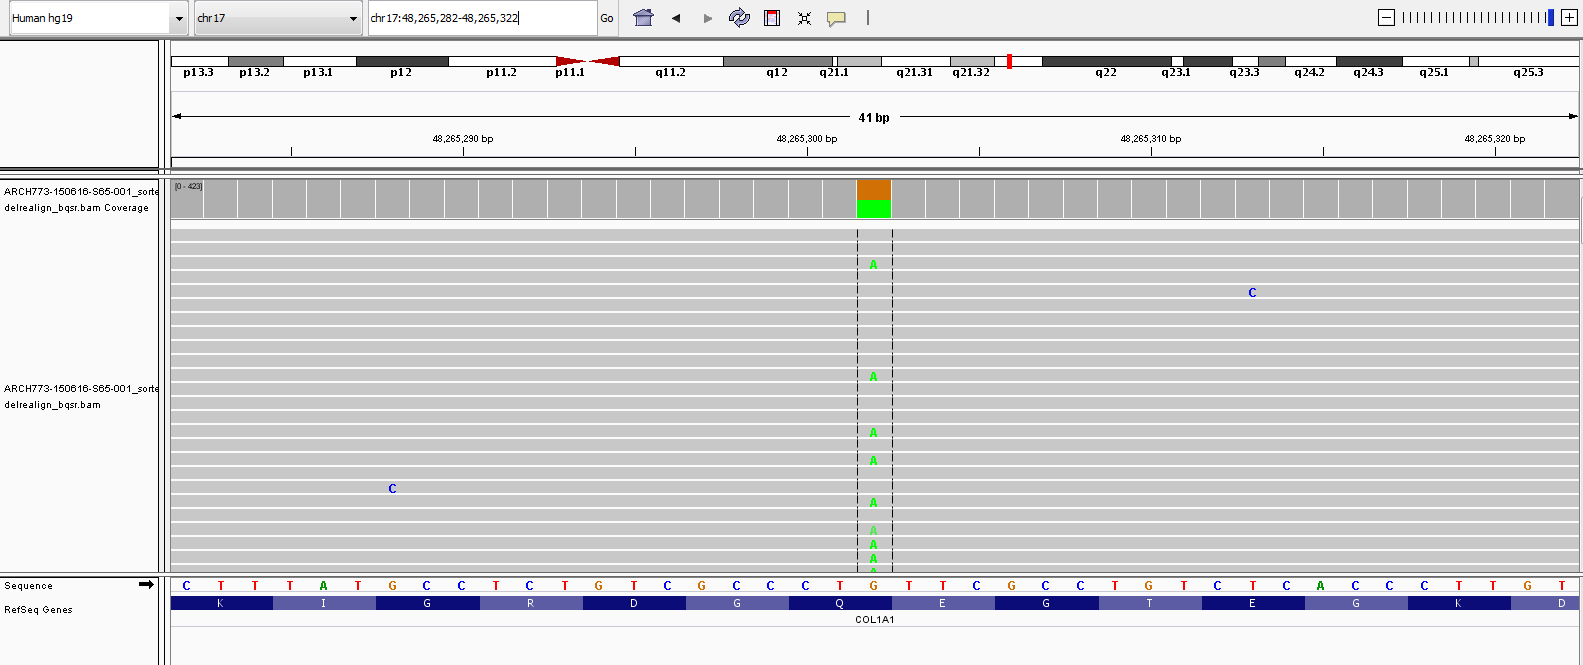 Human hg19 chr17 chr17:48,265,282-48,265,322 Go
p13.3 p13.2 p13.1 p12 p11.2 p11.1 q11.2 q12 q21.1 q21.31 q21.32 q22 q23.1 q23.3 q24.2 q24.3 q25.1 q25.3
41 bp
48,265,290 bp 48,265,300 bp 48,265,310 bp 48,265,320 bp
[0 - 423]
ARCH773-150616-S65-001_sorte
delrealign_bqsr.bam Coverage
A
C
A
ARCH773-150616-S65-001_sorte
delrealign_bqsr.bam
A
A
C
A
A
A
A
Sequence C T T T A T G C C T C T G T C G C C C T G T T C G C C T G T C T C A C C C T T G T
RefSeq Genes K I G R D G Q E G T E G K D
COL1A1